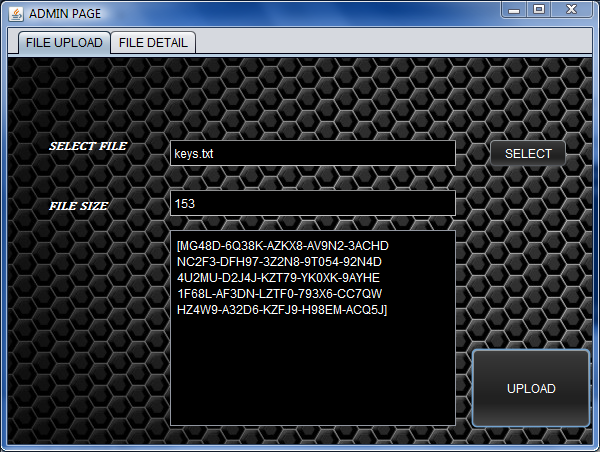 ADMIN PAGE
FILE UPLOAD FILE DETAIL
SELECT FILE keys.txt SELECT
FILE SIZE 153
[MG48D-6Q38K-AZKX8-AV9N2-3ACHD
NC2F3-DFH97-3Z2N8-9T054-92N4D
4U2MU-D2J4J-KZT79-YK0XK-9AYHE
1F68L-AF3DN-LZTF0-793X6-CC7QW
HZ4W9-A32D6-KZFJ9-H98EM-ACQ5J]
UPLOAD